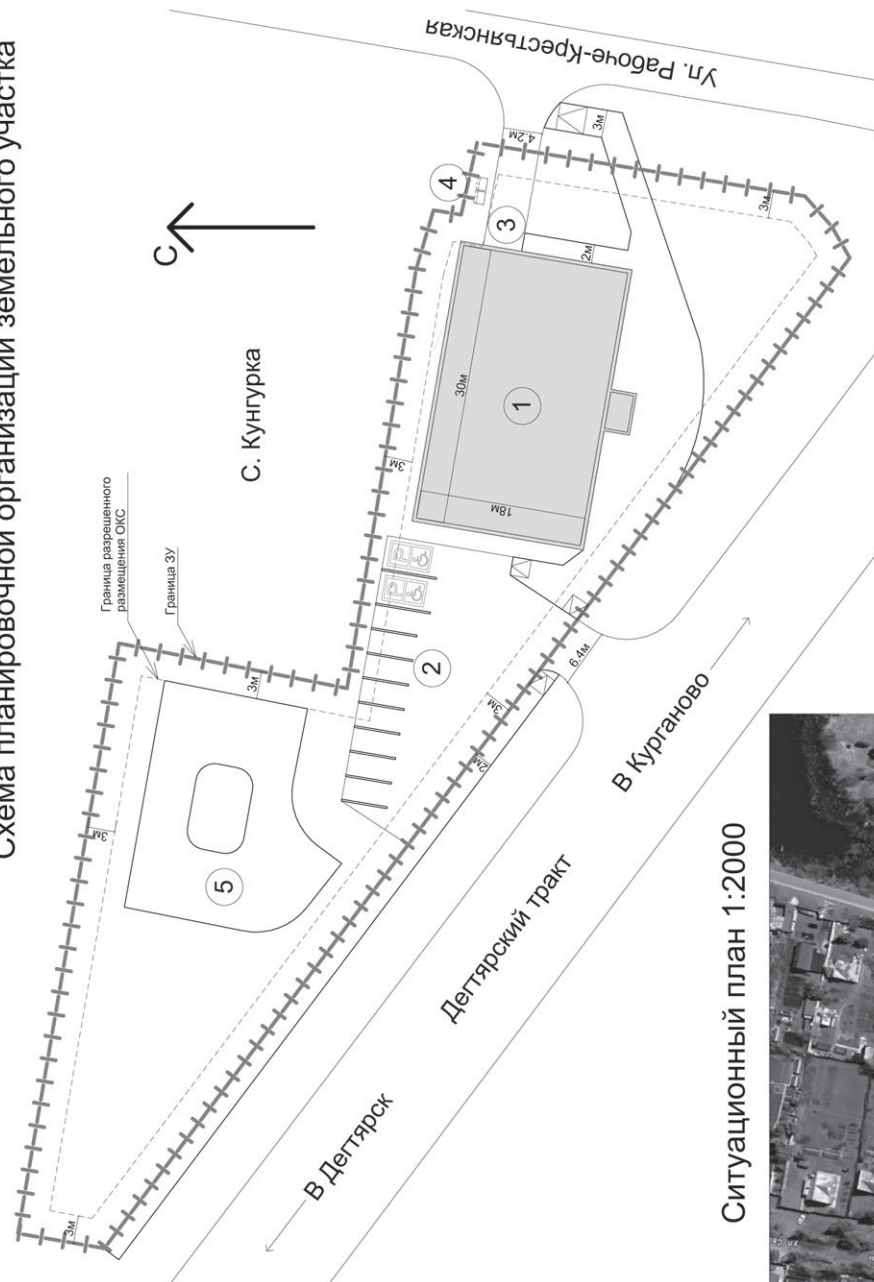 Схема планировочной организации земельного участка
С
С. Кунгурка
Ул. Рабоче-Крестьянская
Граница разрешенного
размещения ОКС
Граница ЗУ
4
3
4.2м
3м
3м
2м
30м
18м
1
3м
2
3м
3м
5
3м
3м
2м
6.4м
3м
P
P
В Дегтярск
Дегтярский тракт
В Курганово
Ситуационный план 1:2000